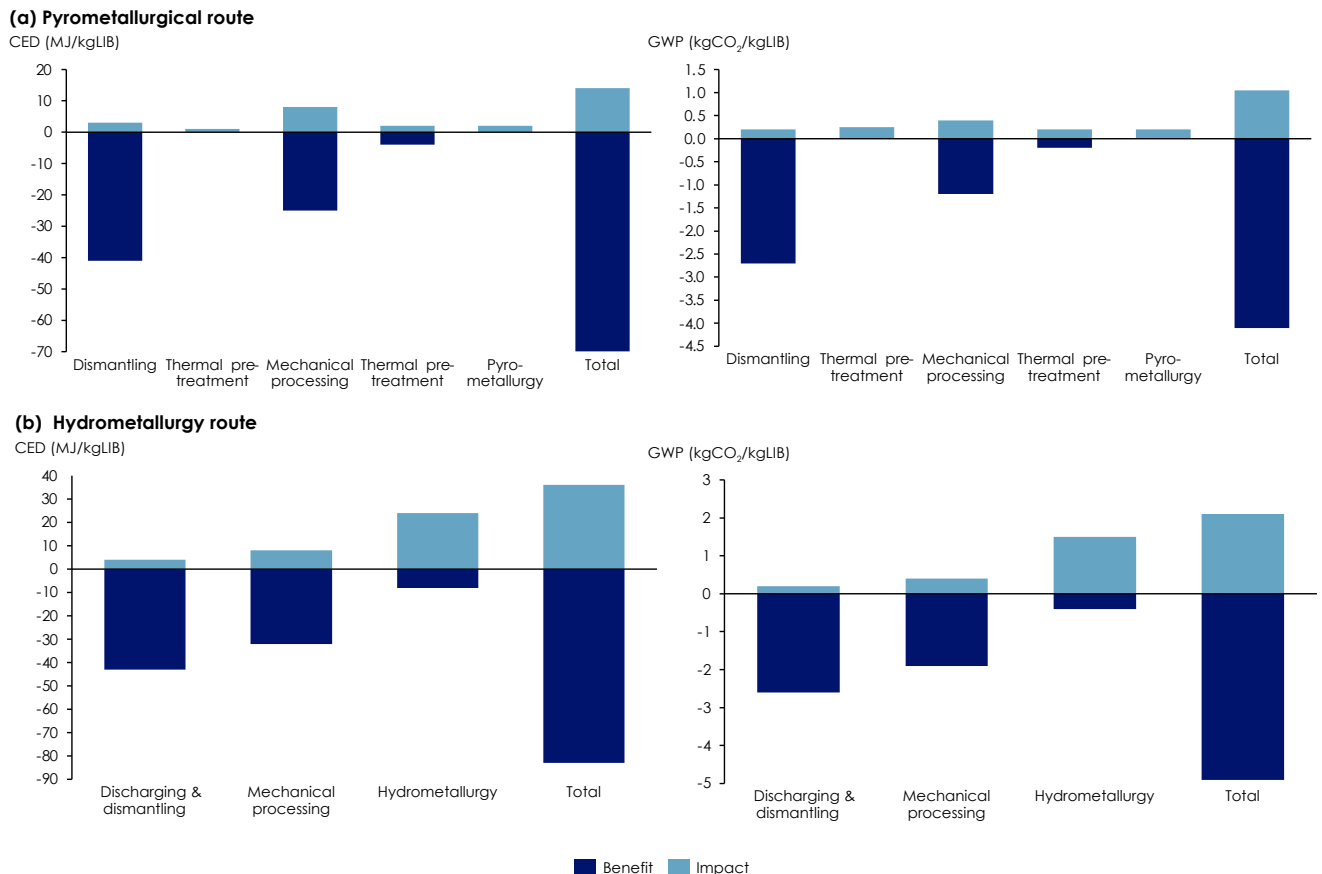 (a) Pyrometallurgical route
CED (MJ/kgLIB)
20
10
0
-10
-20
-30
-40
-50
-60
-70
Dismantling
Thermal pre-
treatment
Mechanical
processing
Thermal pre-
treatment
Pyro-
metallurgy
Total
GWP (kgCO₂/kgLIB)
1.5
1.0
0.5
0.0
-0.5
-1.0
-1.5
-2.0
-2.5
-3.0
-3.5
-4.0
-4.5
Dismantling
Thermal pre-
treatment
Mechanical
processing
Thermal pre-
treatment
Pyro-
metallurgy
Total
(b) Hydrometallurgy route
CED (MJ/kgLIB)
40
30
20
10
0
-10
-20
-30
-40
-50
-60
-70
-80
-90
Discharging &
dismantling
Mechanical
processing
Hydrometallurgy
Total
GWP (kgCO₂/kgLIB)
3
2
1
0
-1
-2
-3
-4
-5
Discharging &
dismantling
Mechanical
processing
Hydrometallurgy
Total
Benefit
Impact